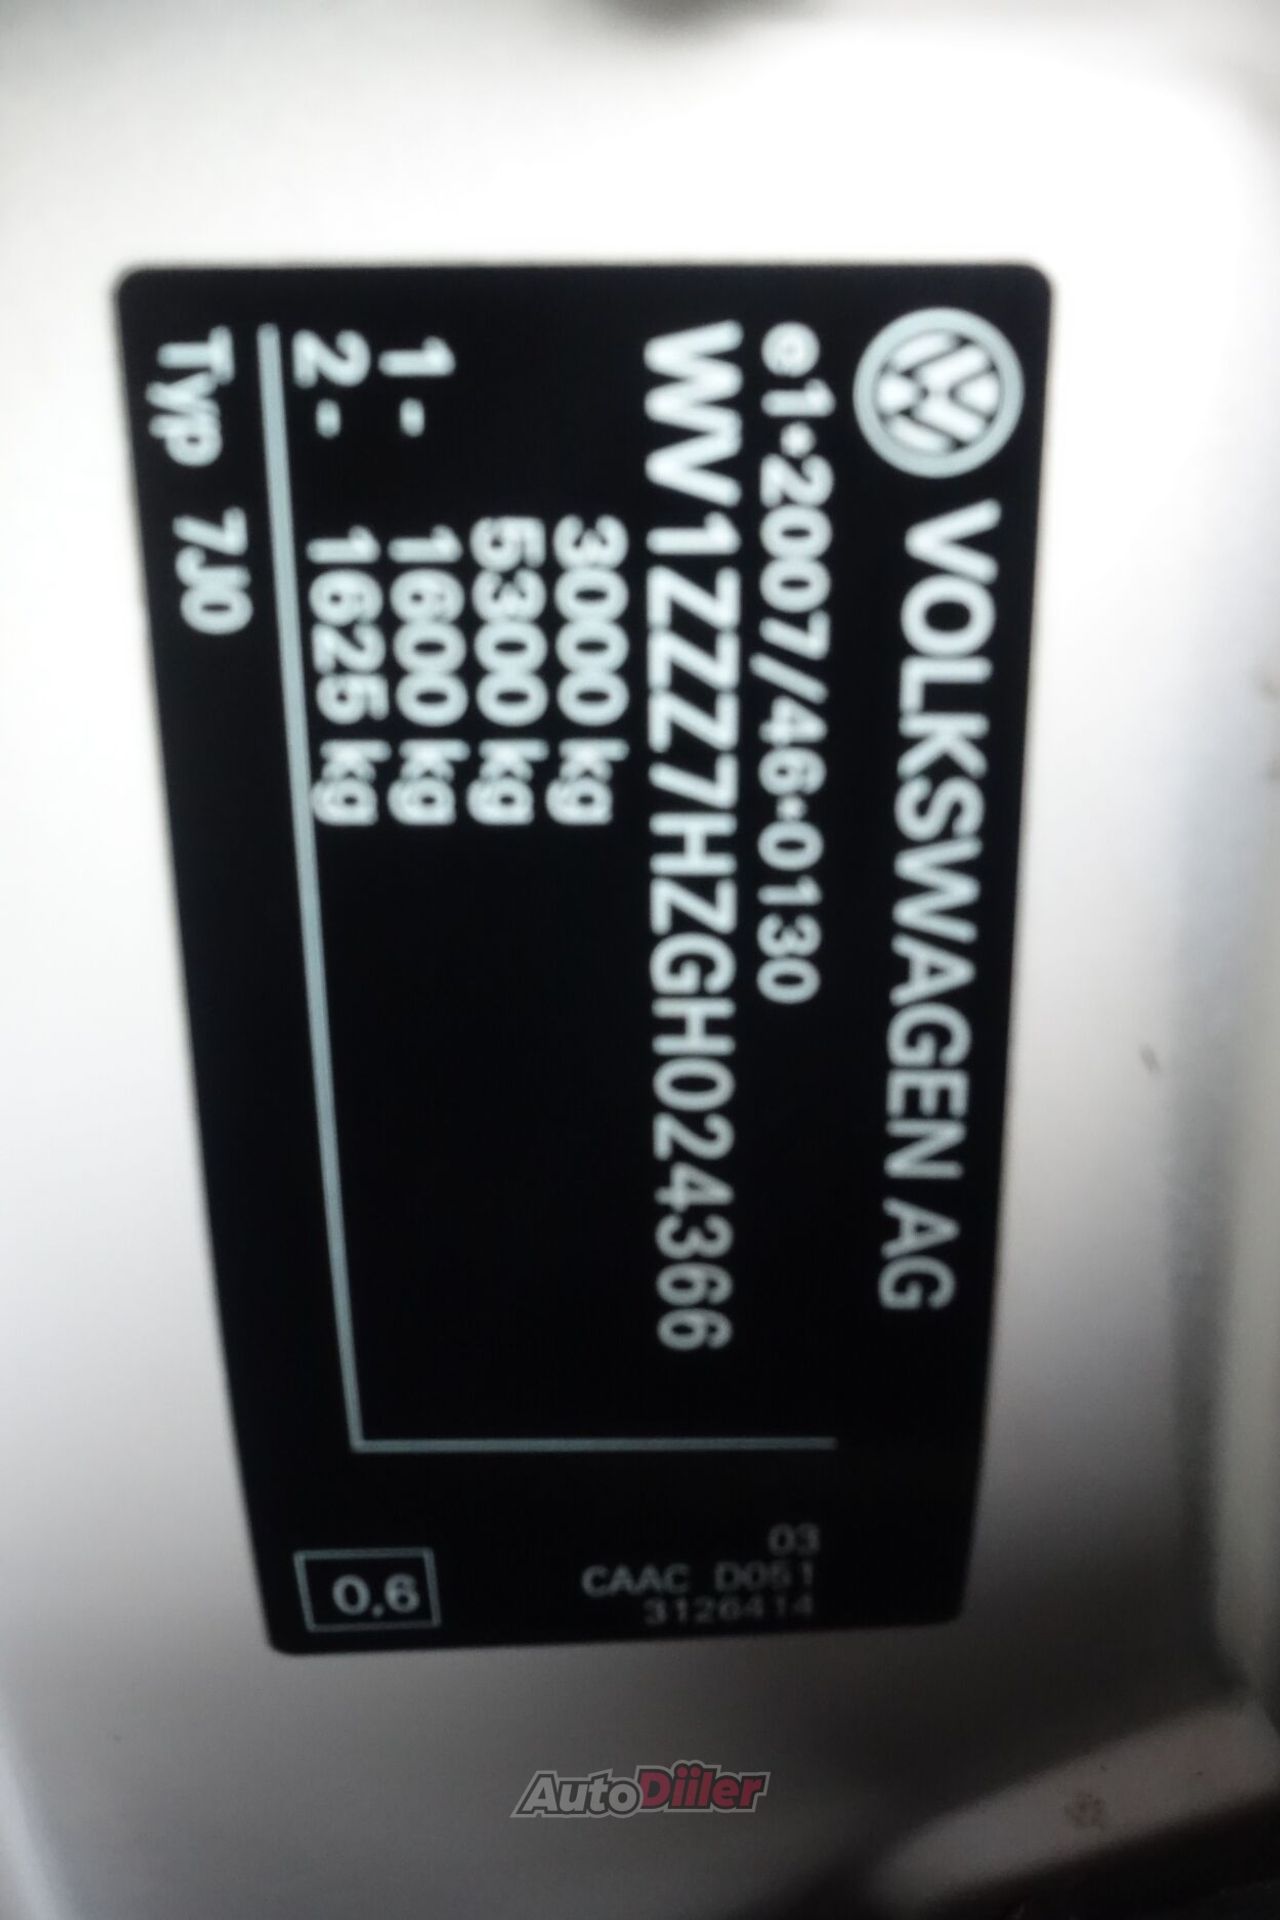 VOLKSWAGEN AG
e1*2007/46*0130
WV1ZZZ7HZGH024366
3000 kg
5300 kg
1- 1600 kg
2- 1625 kg
Typ 7J0
03
CAAC D051
3126414
0.6
AutoDiiler